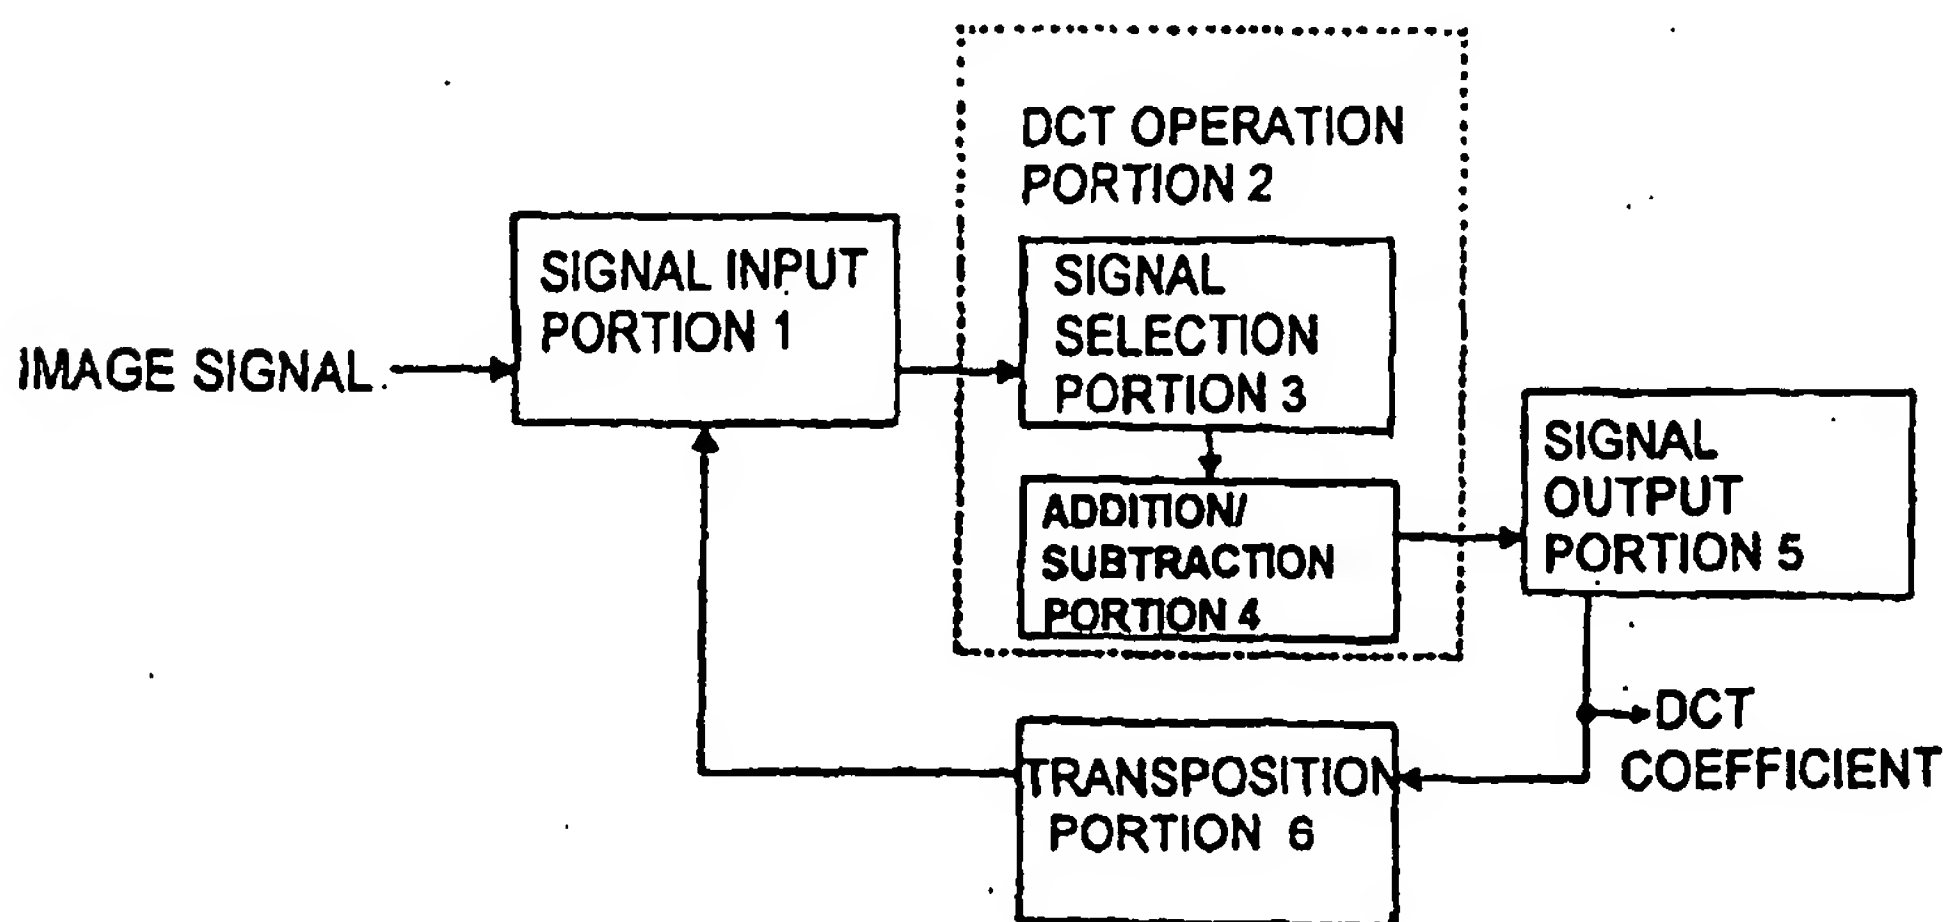 DCT OPERATION
PORTION 2
SIGNAL INPUT
PORTION 1
SIGNAL
SELECTION
PORTION 3
IMAGE SIGNAL
SIGNAL
OUTPUT
PORTION 5
ADDITION/
SUBTRACTION
PORTION 4
DCT
COEFFICIENT
TRANSPOSITION
PORTION 6